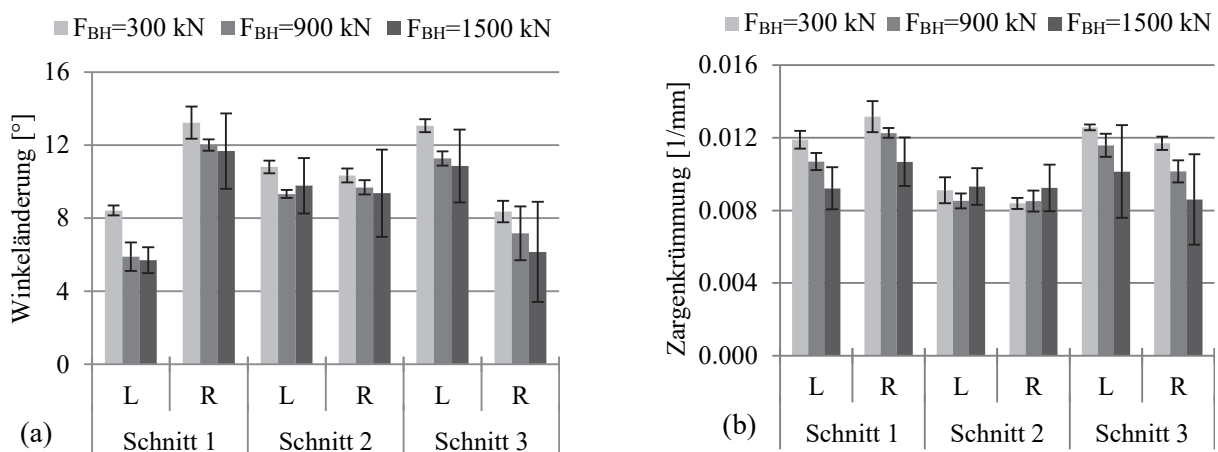 F_BH=300 kN F_BH=900 kN F_BH=1500 kN
Winkeländerung [°]
16
12
8
4
0
L R L R L R
Schnitt 1 Schnitt 2 Schnitt 3
(a)
F_BH=300 kN F_BH=900 kN F_BH=1500 kN
Zargenkrümmung [1/mm]
0.016
0.012
0.008
0.004
0.000
L R L R L R
Schnitt 1 Schnitt 2 Schnitt 3
(b)